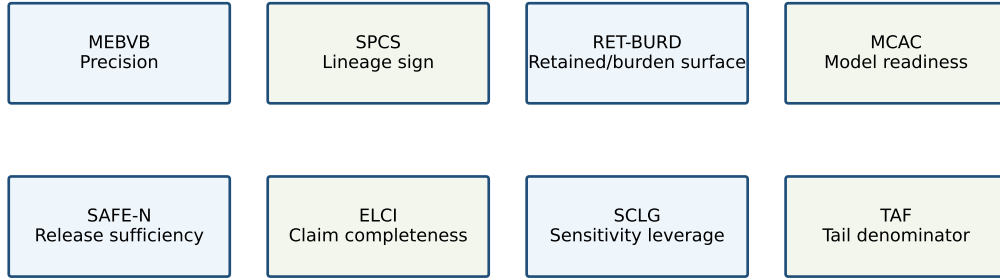 MEBVB
Precision
SPCS
Lineage sign
RET-BURD
Retained/burden surface
MCAC
Model readiness
SAFE-N
Release sufficiency
ELCI
Claim completeness
SCLG
Sensitivity leverage
TAF
Tail denominator